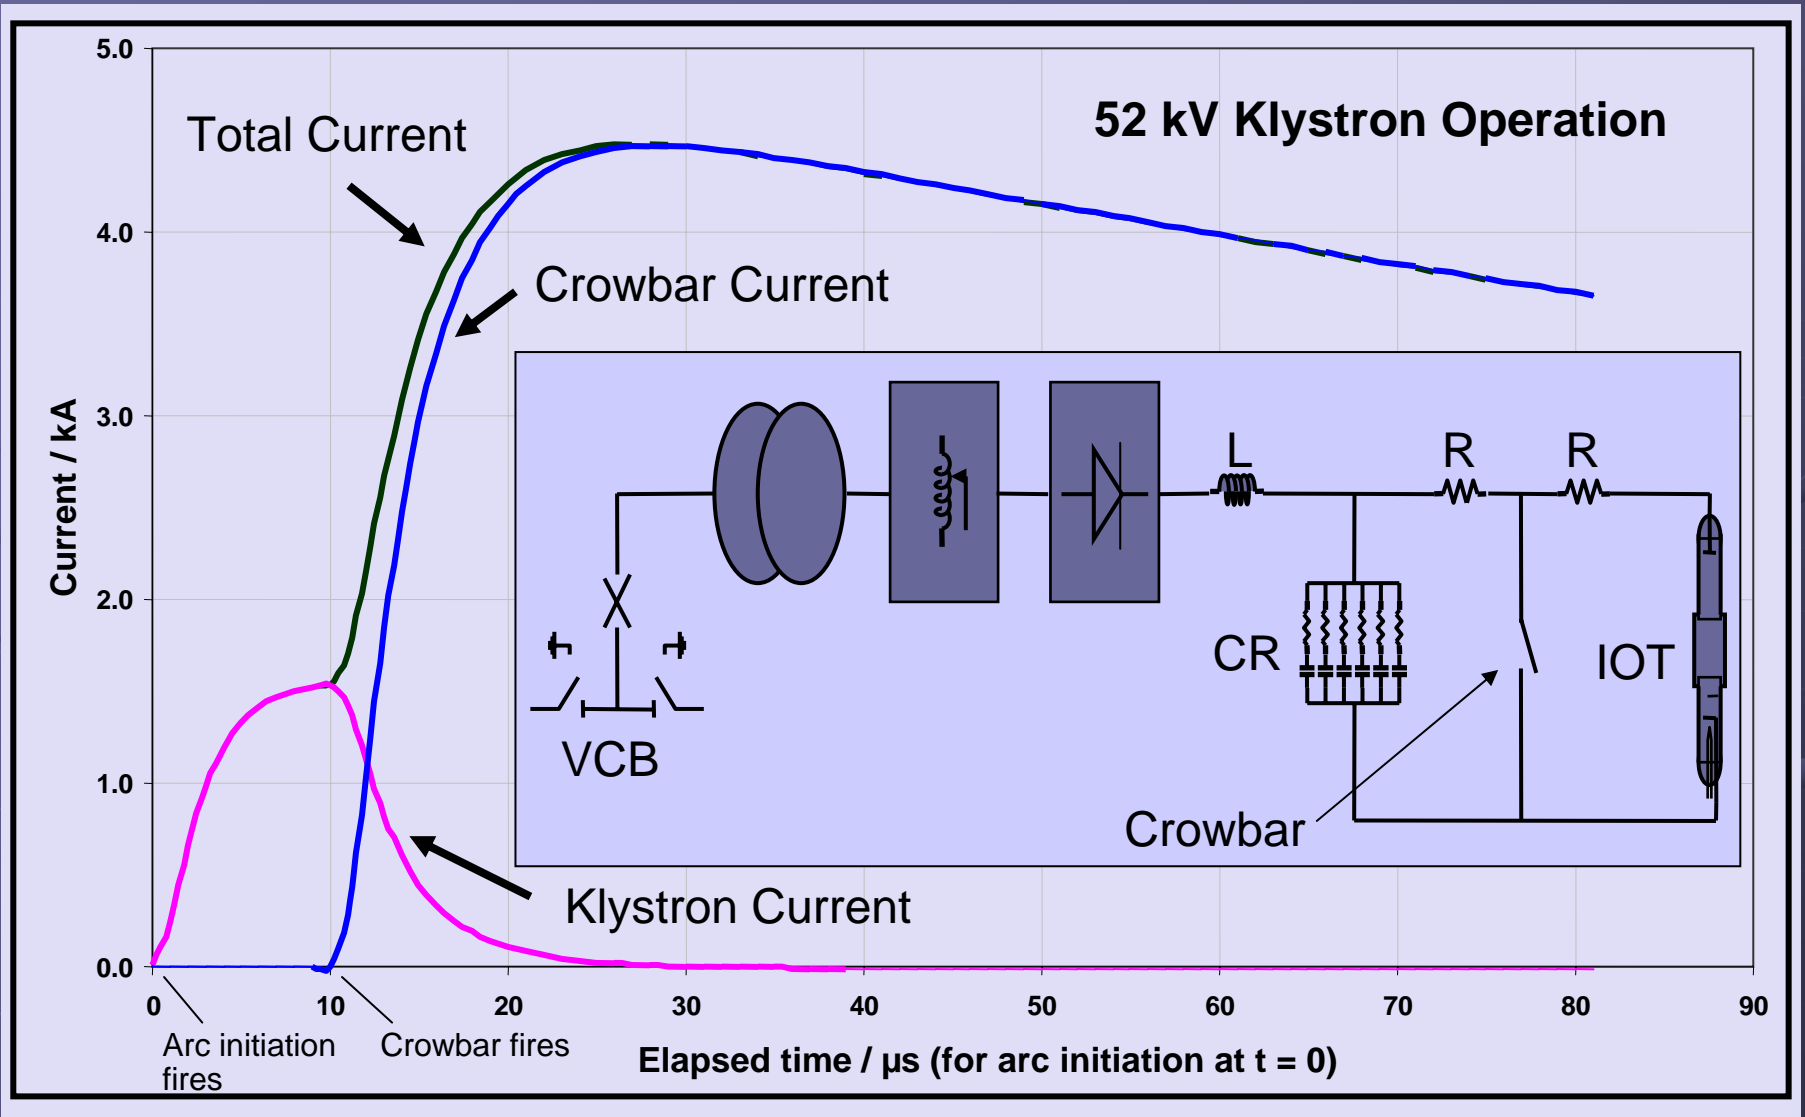 52 kV Klystron Operation
Total Current
Crowbar Current
Klystron Current
Current / kA
5.0
4.0
3.0
2.0
1.0
0.0
L
R
R
CR
IOT
VCB
Crowbar
0
10
20
30
40
50
60
70
80
90
Arc initiation
fires
Crowbar fires
Elapsed time / µs (for arc initiation at t = 0)